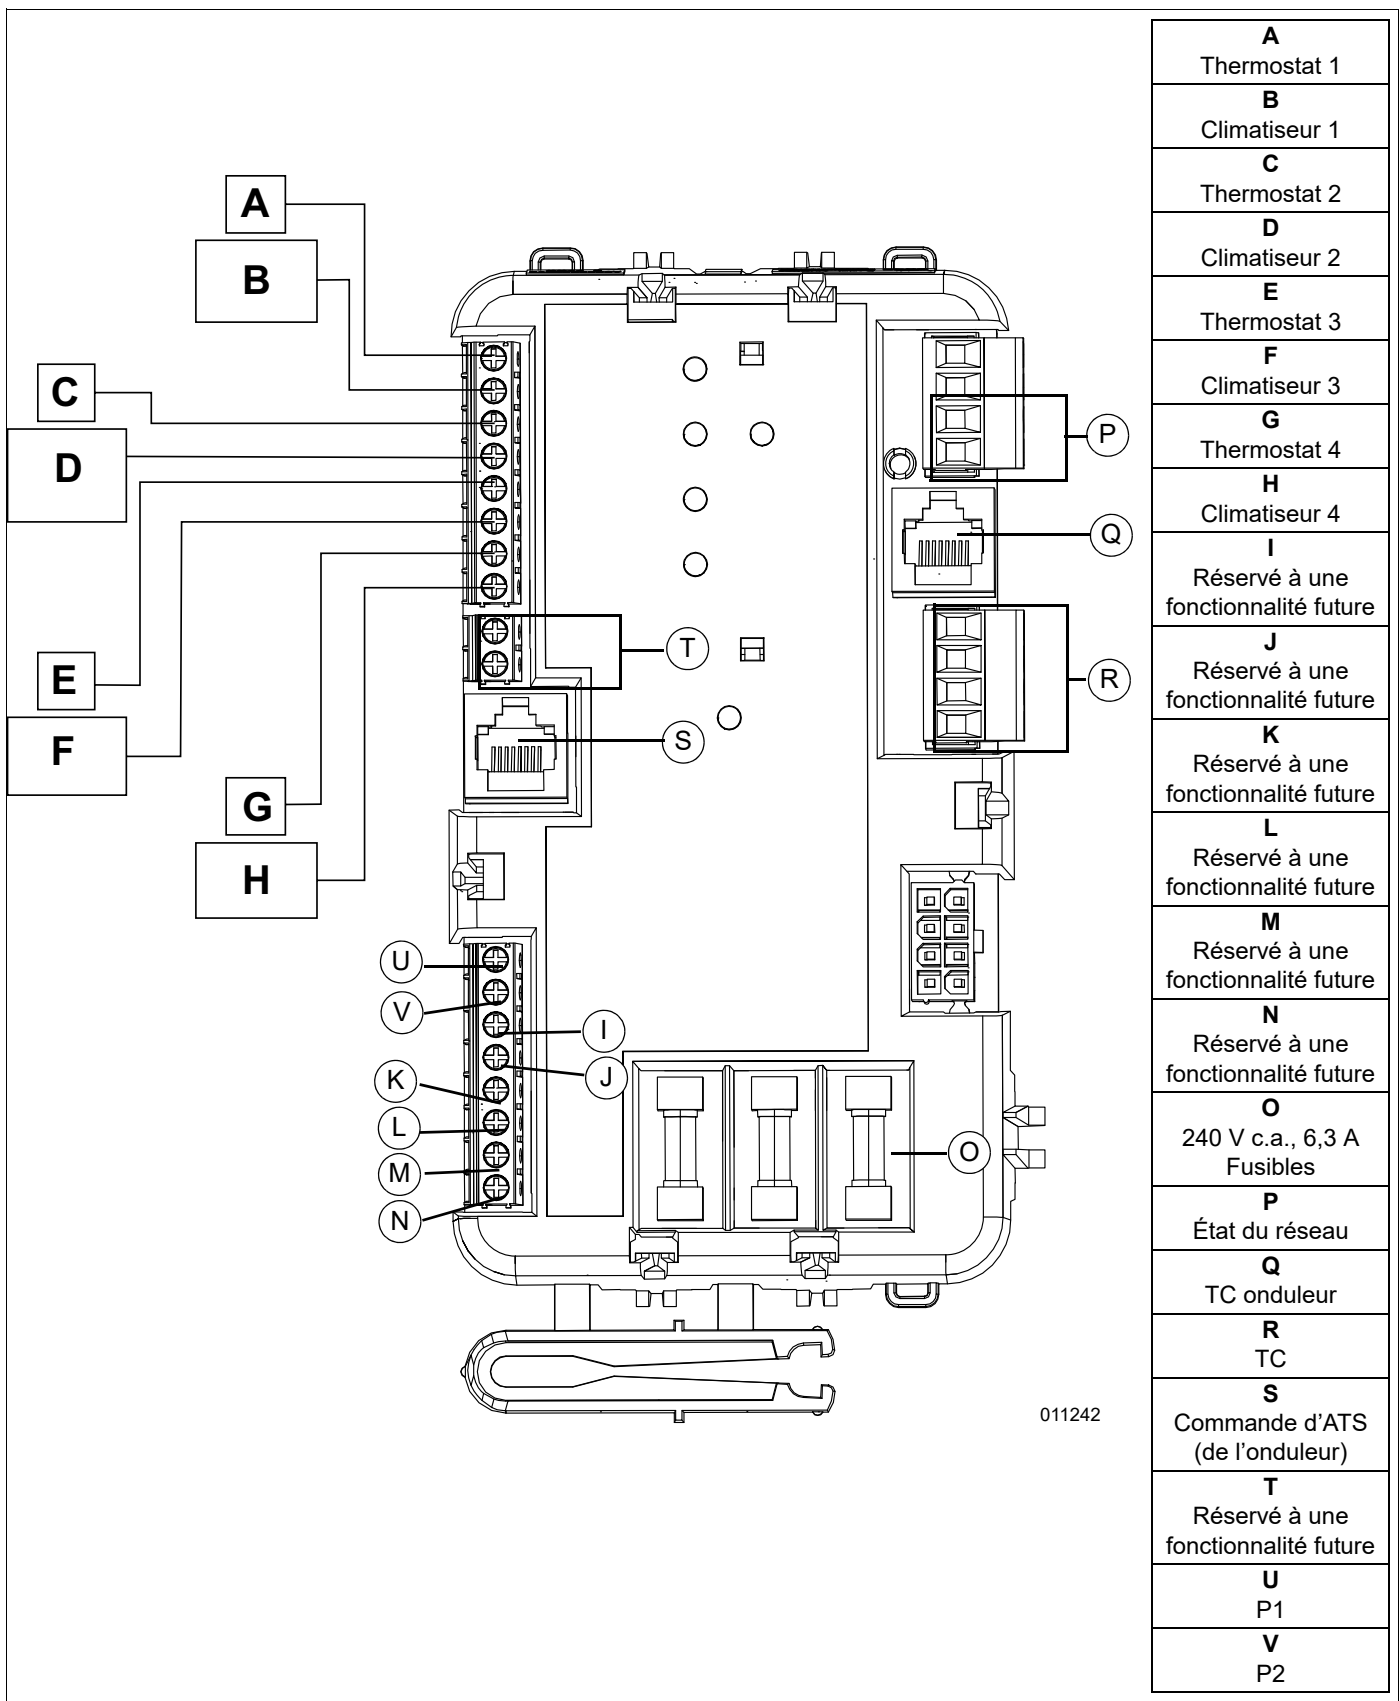 A
B
C
D
E
F
G
H
U
V
I
J
K
L
M
N
T
S
P
Q
R
O
011242
A
Thermostat 1
B
Climatiseur 1
C
Thermostat 2
D
Climatiseur 2
E
Thermostat 3
F
Climatiseur 3
G
Thermostat 4
H
Climatiseur 4
I
Réservé à une
fonctionnalité future
J
Réservé à une
fonctionnalité future
K
Réservé à une
fonctionnalité future
L
Réservé à une
fonctionnalité future
M
Réservé à une
fonctionnalité future
N
Réservé à une
fonctionnalité future
O
240 V c.a., 6,3 A
Fusibles
P
État du réseau
Q
TC onduleur
R
TC
S
Commande d’ATS
(de l’onduleur)
T
Réservé à une
fonctionnalité future
U
P1
V
P2